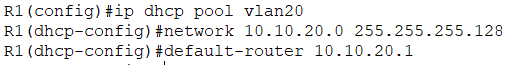 R1(config)#ip dhcp pool vlan20
R1(dhcp-config)#network 10.10.20.0 255.255.255.128
R1(dhcp-config)#default-router 10.10.20.1